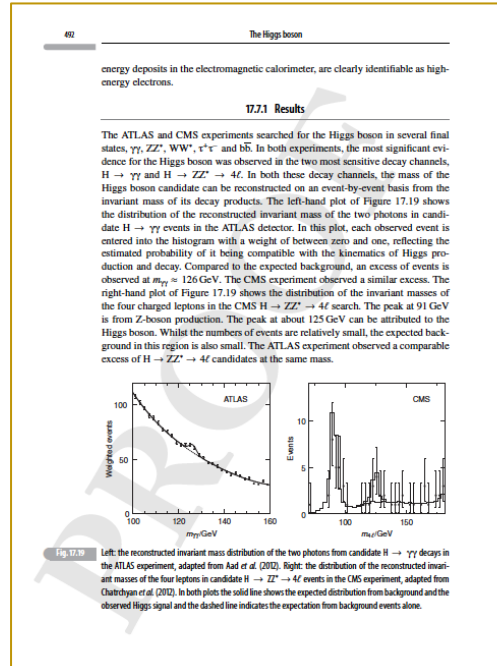 492
The Higgs boson
energy deposits in the electromagnetic calorimeter, are clearly identifiable as high-
energy electrons.
17.7.1 Results
The ATLAS and CMS experiments searched for the Higgs boson in several final
states, γγ, ZZ*, WW*, τ⁺τ⁻ and bb̅. In both experiments, the most significant evi-
dence for the Higgs boson was observed in the two most sensitive decay channels,
H → γγ and H → ZZ* → 4ℓ. In both these decay channels, the mass of the
Higgs boson candidate can be reconstructed on an event-by-event basis from the
invariant mass of its decay products. The left-hand plot of Figure 17.19 shows
the distribution of the reconstructed invariant mass of the two photons in candi-
date H → γγ events in the ATLAS detector. In this plot, each observed event is
entered into the histogram with a weight of between zero and one, reflecting the
estimated probability of it being compatible with the kinematics of Higgs pro-
duction and decay. Compared to the expected background, an excess of events is
observed at mγγ ≈ 126 GeV. The CMS experiment observed a similar excess. The
right-hand plot of Figure 17.19 shows the distribution of the invariant masses of
the four charged leptons in the CMS H → ZZ* → 4ℓ search. The peak at 91 GeV
is from Z-boson production. The peak at about 125 GeV can be attributed to the
Higgs boson. Whilst the numbers of events are relatively small, the expected back-
ground in this region is also small. The ATLAS experiment observed a comparable
excess of H → ZZ* → 4ℓ candidates at the same mass.
Weighted events
100
50
0
ATLAS
100 120 140 160
mγγ/GeV
Events
10
5
0
CMS
100 150
m4ℓ/GeV
Fig. 17.19
Left: the reconstructed invariant mass distribution of the two photons from candidate H → γγ decays in
the ATLAS experiment, adapted from Aad et al. (2012). Right: the distribution of the reconstructed invari-
ant masses of the four leptons in candidate H → ZZ* → 4ℓ events in the CMS experiment, adapted from
Chatrchyan et al. (2012). In both plots the solid line shows the expected distribution from background and the
observed Higgs signal and the dashed line indicates the expectation from background events alone.
PROOF